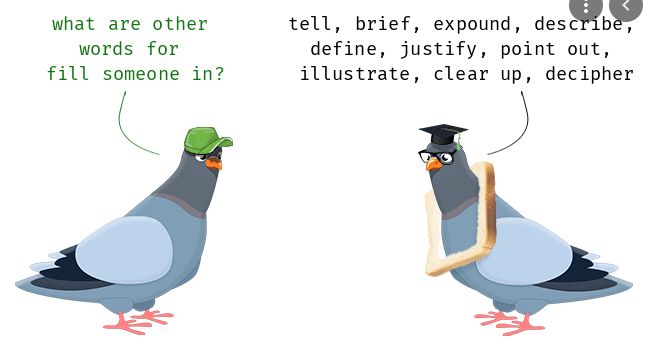 what are other
words for
fill someone in?
tell, brief, expound, describe,
define, justify, point out,
illustrate, clear up, decipher